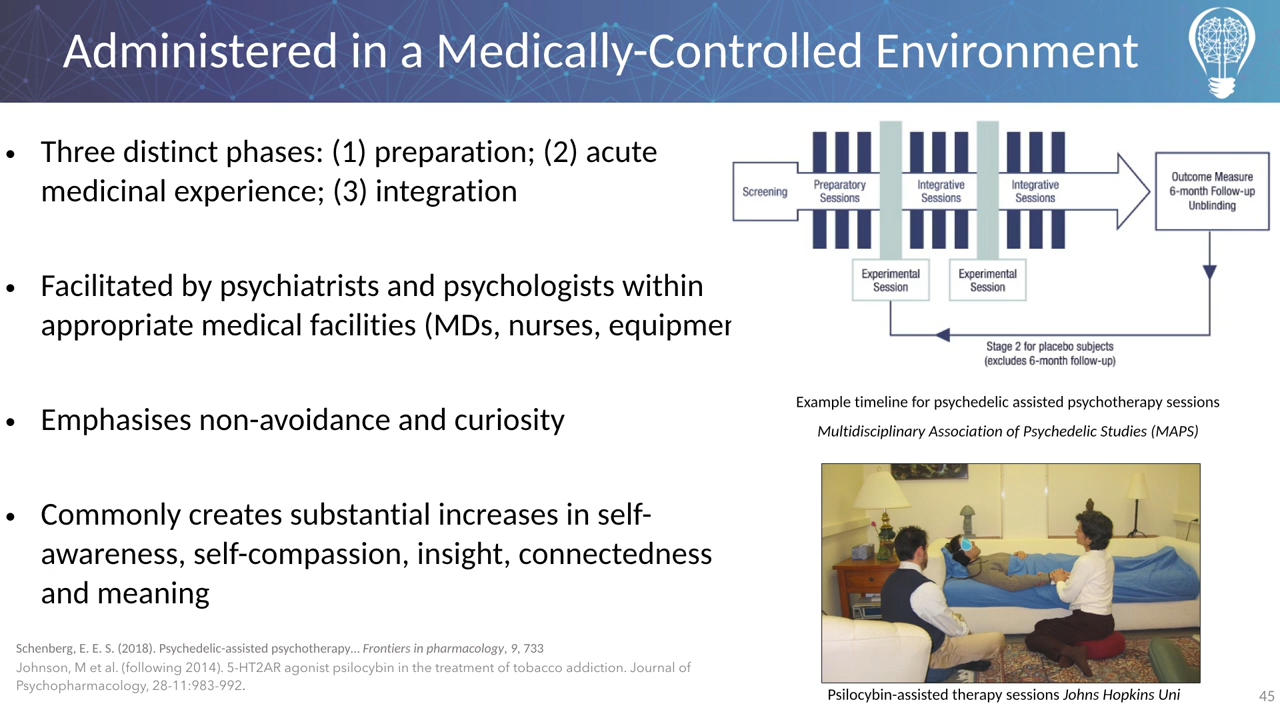 Administered in a Medically-Controlled Environment
• Three distinct phases: (1) preparation; (2) acute
medicinal experience; (3) integration
• Facilitated by psychiatrists and psychologists within
appropriate medical facilities (MDs, nurses,
• Emphasises non-avoidance and curiosity
• Commonly creates substantial increases in self-
awareness, self-compassion, insight, connectedness
and meaning
Schenberg, E. E. S. (2018). Psychedelic-assisted psychotherapy... Frontiers in pharmacology, 9, 733
Johnson, M et al. (following 2014). 5-HT2AR agonist psilocybin in the treatment of tobacco addiction. Journal of
Psychopharmacology, 28-11:983-992.
Screening
Preparatory
Sessions
Integrative
Sessions
Integrative
Sessions
Outcome Measure
6-month Follow-up
Unblinding
Experimental
Session
Experimental
Session
Stage 2 for placebo subjects
(excludes 6-month follow-up)
Example timeline for psychedelic assisted psychotherapy sessions
Multidisciplinary Association of Psychedelic Studies (MAPS)
Psilocybin-assisted therapy sessions Johns Hopkins Uni
45